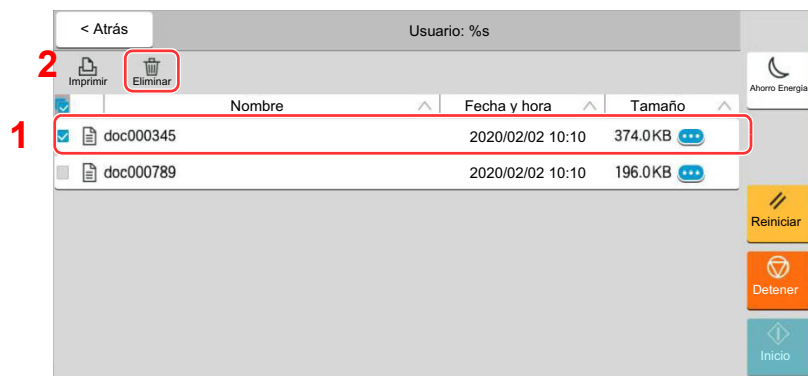 < Atrás
Usuario: %s
2
Imprimir
Eliminar
Ahorro Energia
Nombre
Fecha y hora
Tamaño
1
doc000345
2020/02/02 10:10
374.0KB
doc000789
2020/02/02 10:10
196.0KB
Reiniciar
Detener
Inicio